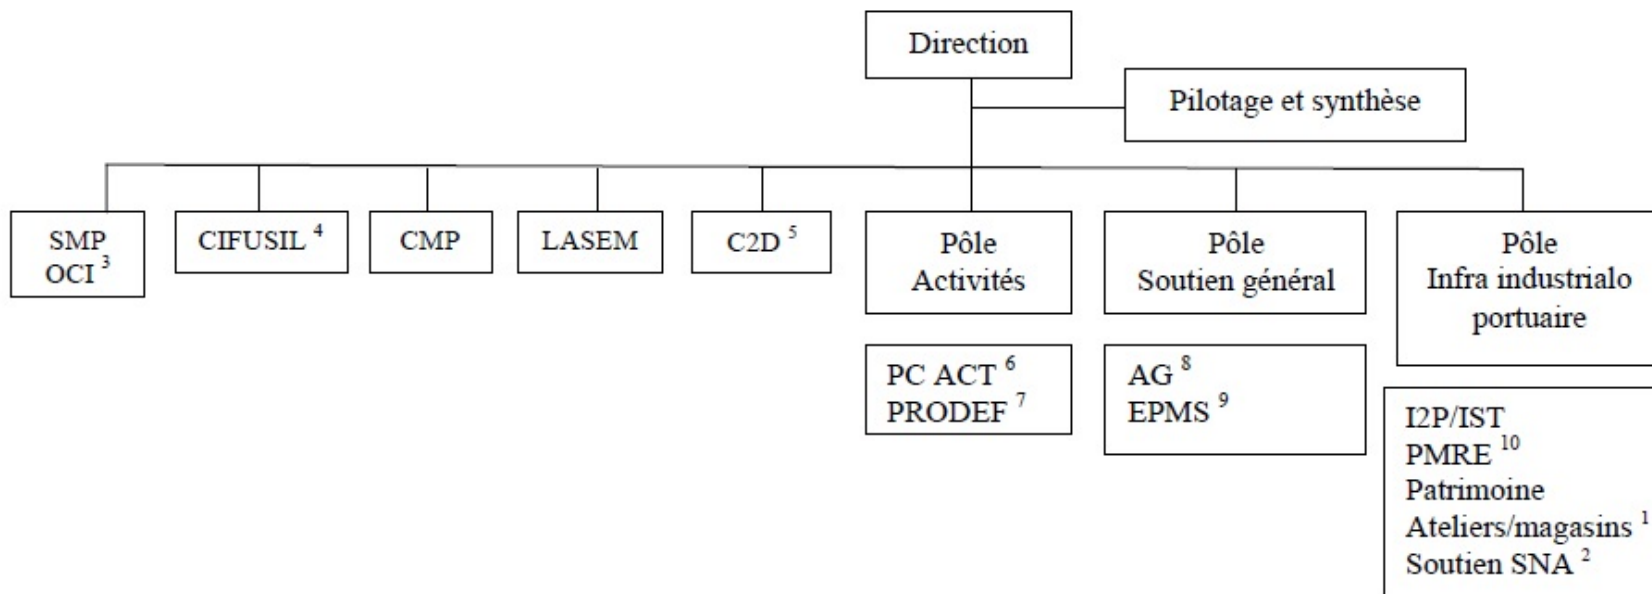 Direction
Pilotage et synthèse
SMP
OCI 3
CIFUSIL 4
CMP
LASEM
C2D 5
Pôle
Activités
Pôle
Soutien général
Pôle
Infra industrialo
portuaire
PC ACT 6
PRODEF 7
AG 8
EPMS 9
I2P/IST
PMRE 10
Patrimoine
Ateliers/magasins 1
Soutien SNA 2